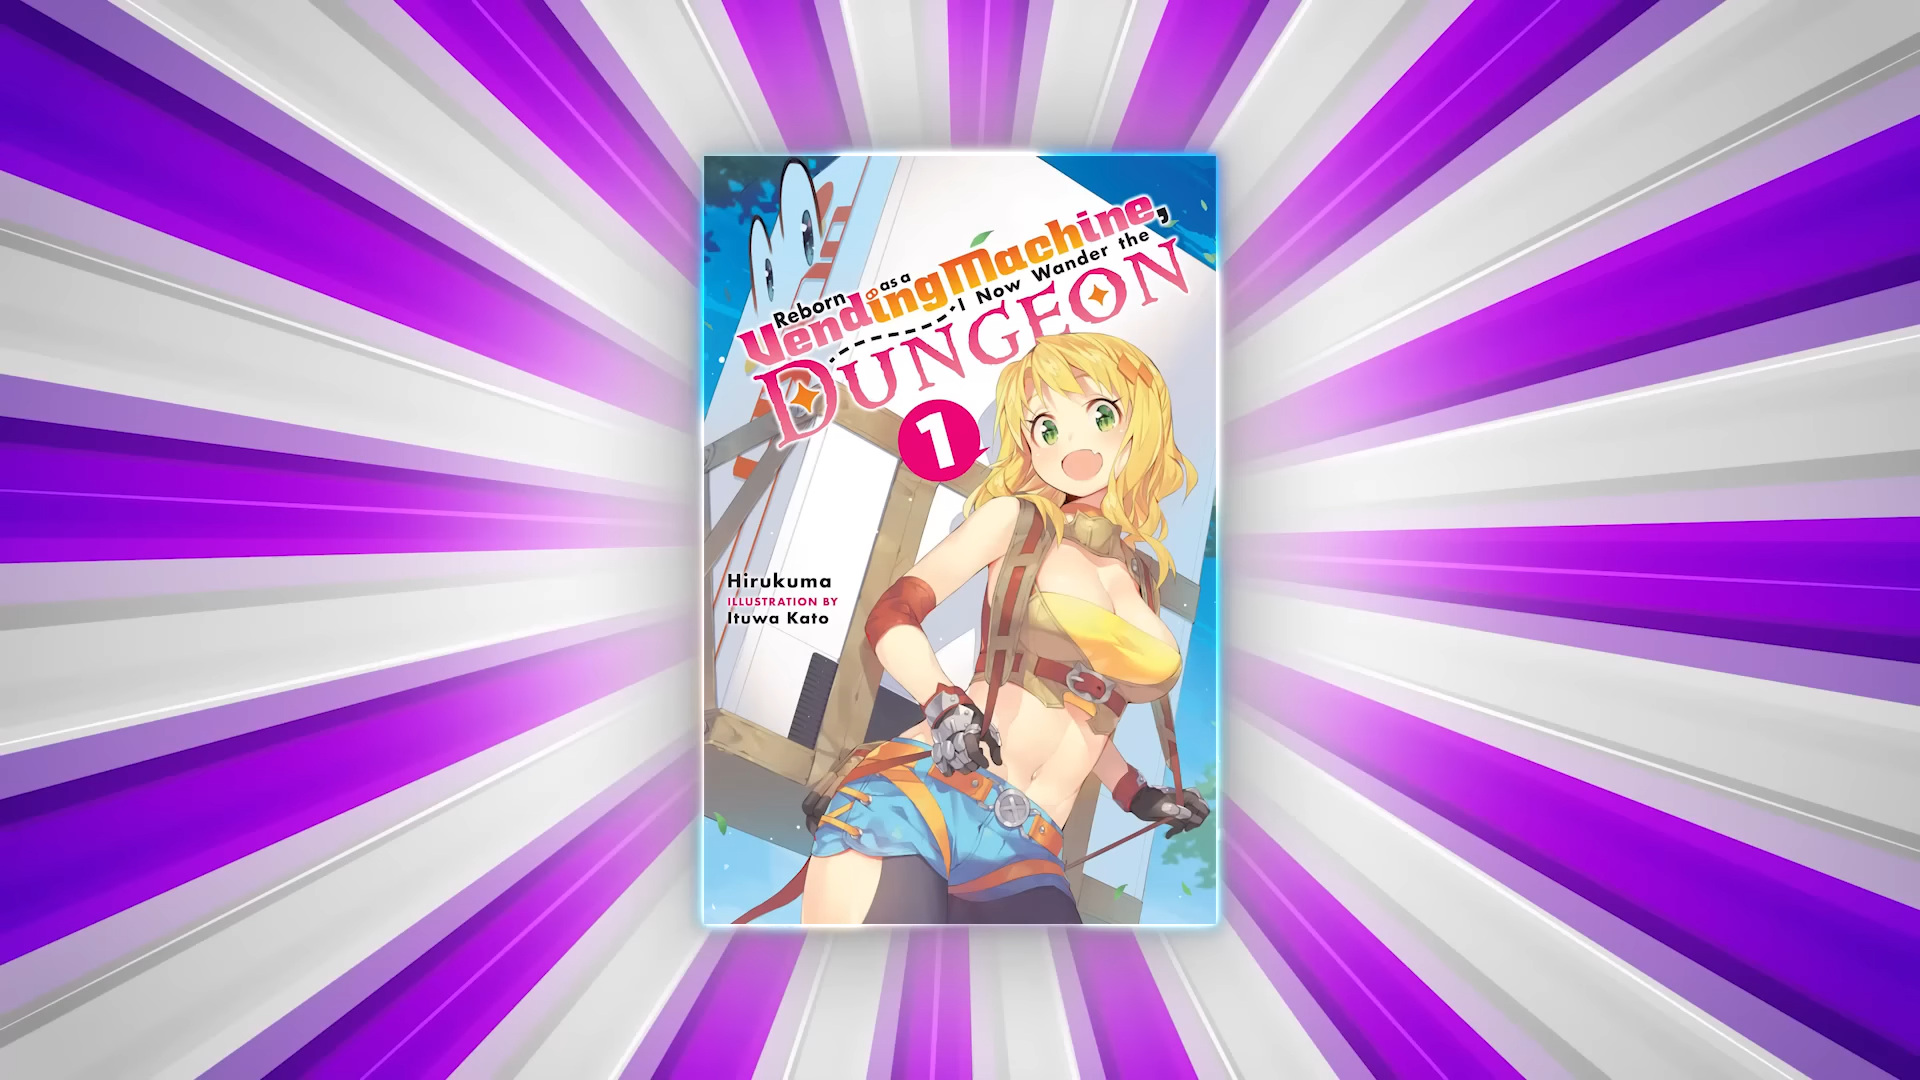 Reborn as a
Vending Machine,
I Now Wander the
DUNGEON
1
Hirukuma
ILLUSTRATION BY
Ituwa Kato